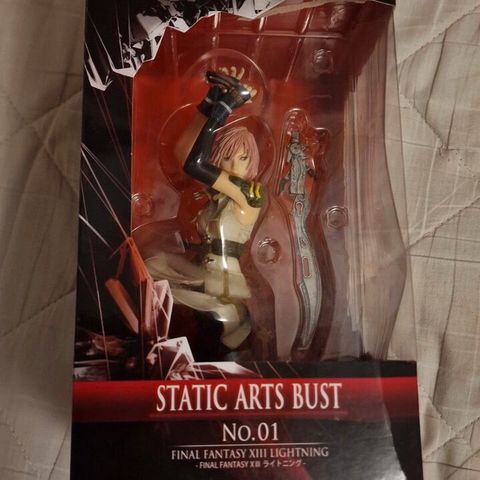 STATIC ARTS BUST
NO.01
FINAL FANTASY XIII LIGHTNING
- FINAL FANTASY XIII ライトニング -